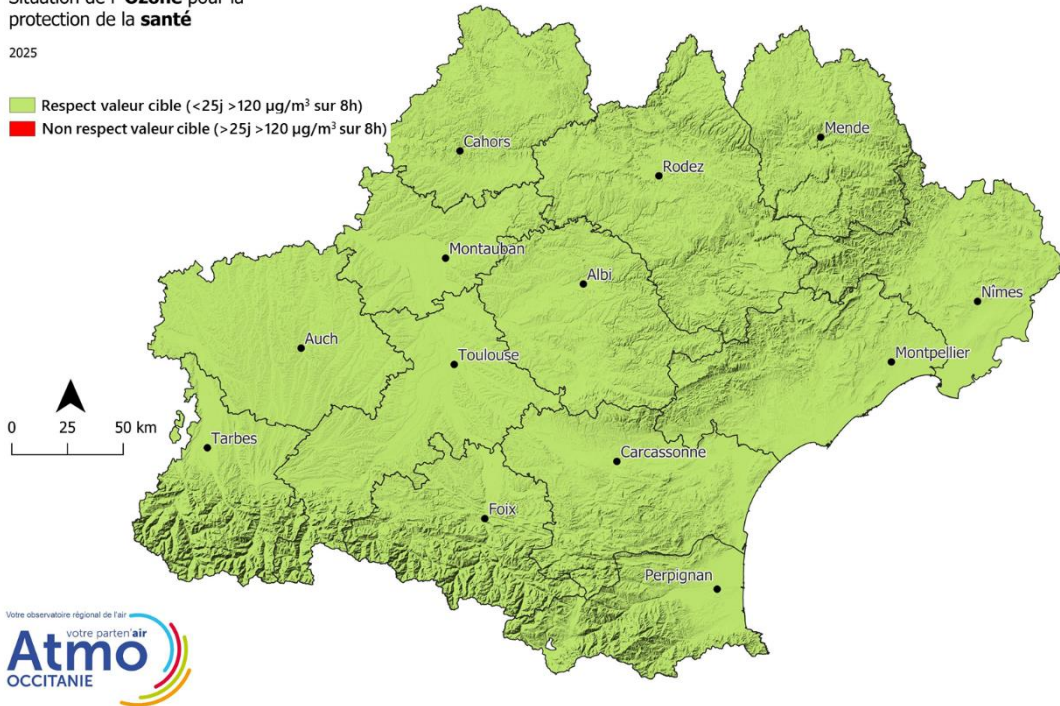 Situation de l'Ozone pour la
protection de la santé
2025
Respect valeur cible (<25j >120 µg/m³ sur 8h)
Non respect valeur cible (>25j >120 µg/m³ sur 8h)
Cahors
Mende
Rodez
Montauban
Albi
Nîmes
Auch
Toulouse
Montpellier
0 25 50 km
Tarbes
Carcassonne
Foix
Perpignan
Votre observatoire régional de l'air
votre parten'air
Atmo
OCCITANIE